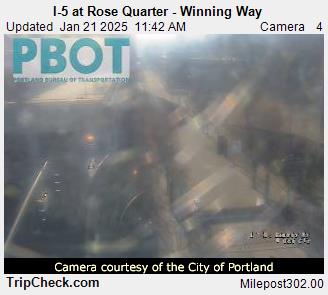 I-5 at Rose Quarter - Winning Way
Updated Jan 21 2025 11:42 AM Camera 4
PBOT
PORTLAND BUREAU OF TRANSPORTATION
Camera courtesy of the City of Portland
TripCheck.com Milepost302.00